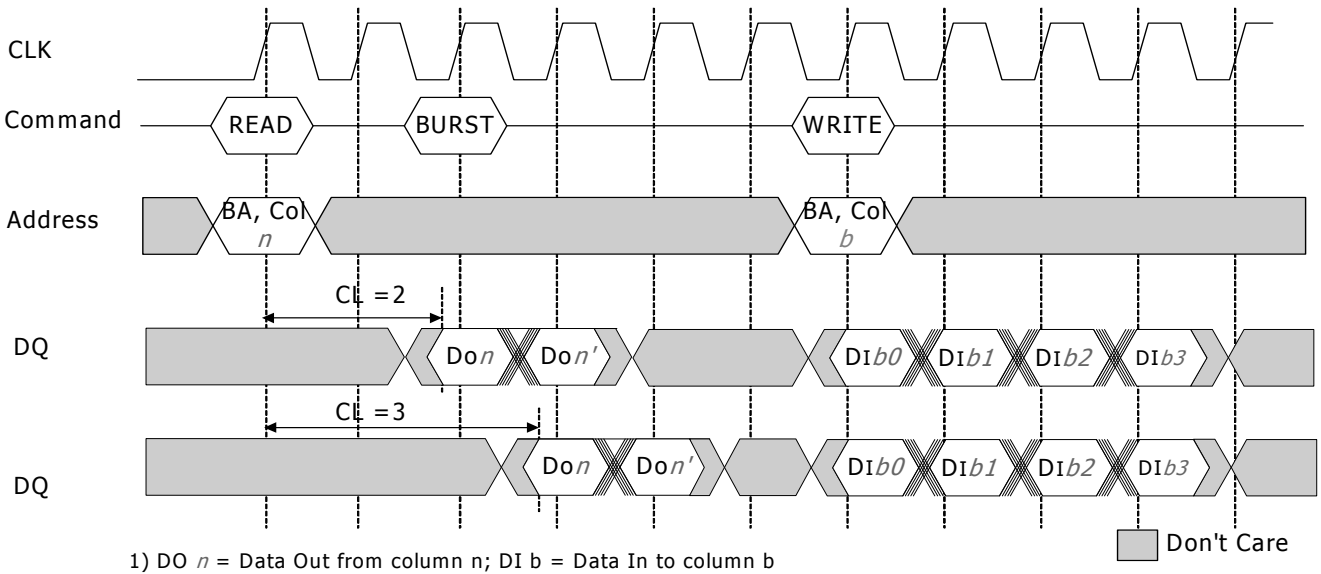 CLK
Command READ BURST WRITE
Address BA, Col n BA, Col b
CL =2
DQ Don Don' DIb0 DIb1 DIb2 DIb3
CL =3
DQ Don Don' DIb0 DIb1 DIb2 DIb3
Don't Care
1) DO n = Data Out from column n; DI b = Data In to column b